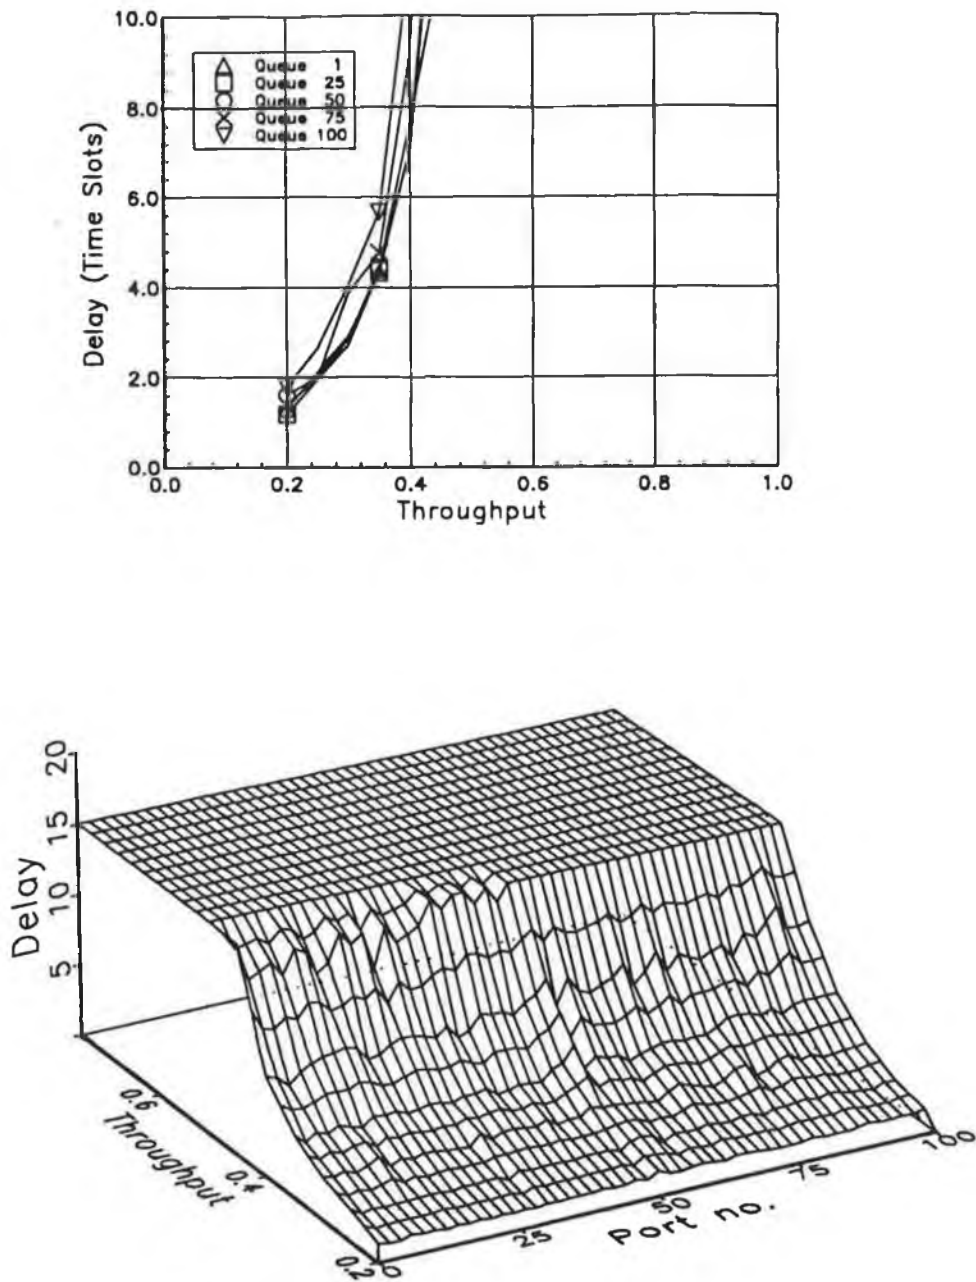 10.0
Queue 1
Queue 25
Queue 50
Queue 75
Queue 100
8.0
6.0
4.0
2.0
0.0
Delay (Time Slots)
0.0 0.2 0.4 0.6 0.8 1.0
Throughput
20
15
10
5
Delay
0.6
0.4
0.2
Throughput
0 25 50 75 100
Port no.